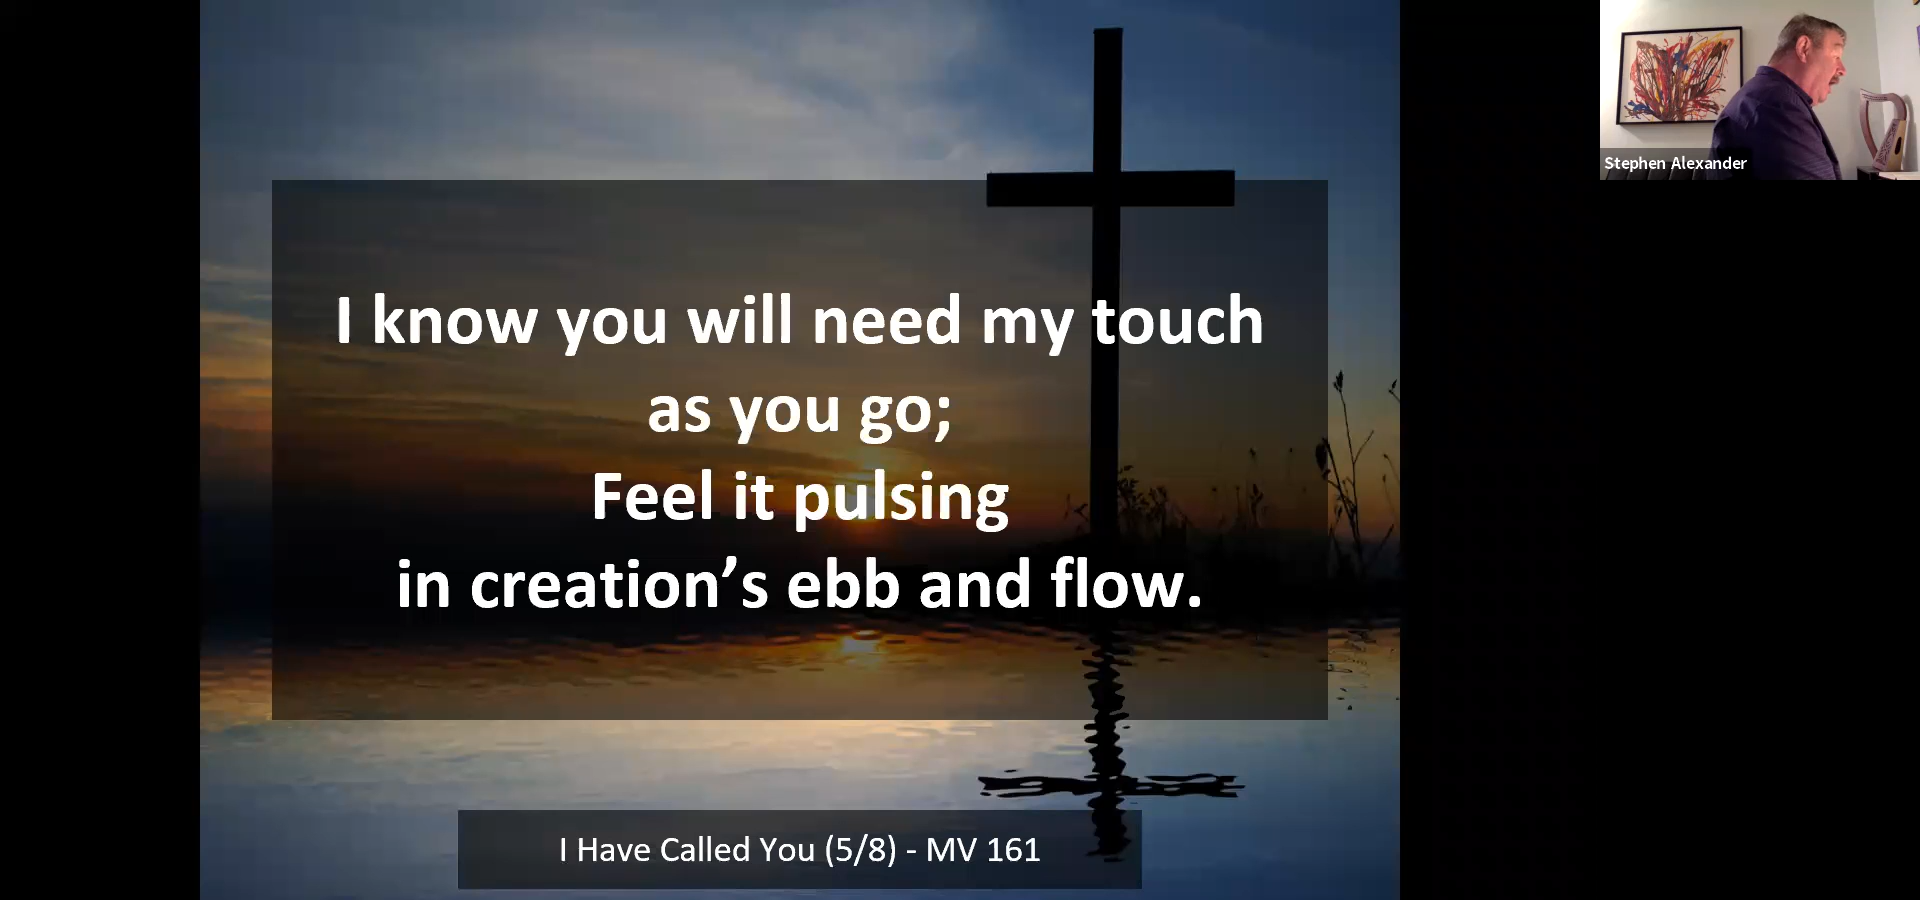 I know you will need my touch
as you go;
Feel it pulsing
in creation’s ebb and flow.
I Have Called You (5/8) - MV 161
Stephen Alexander